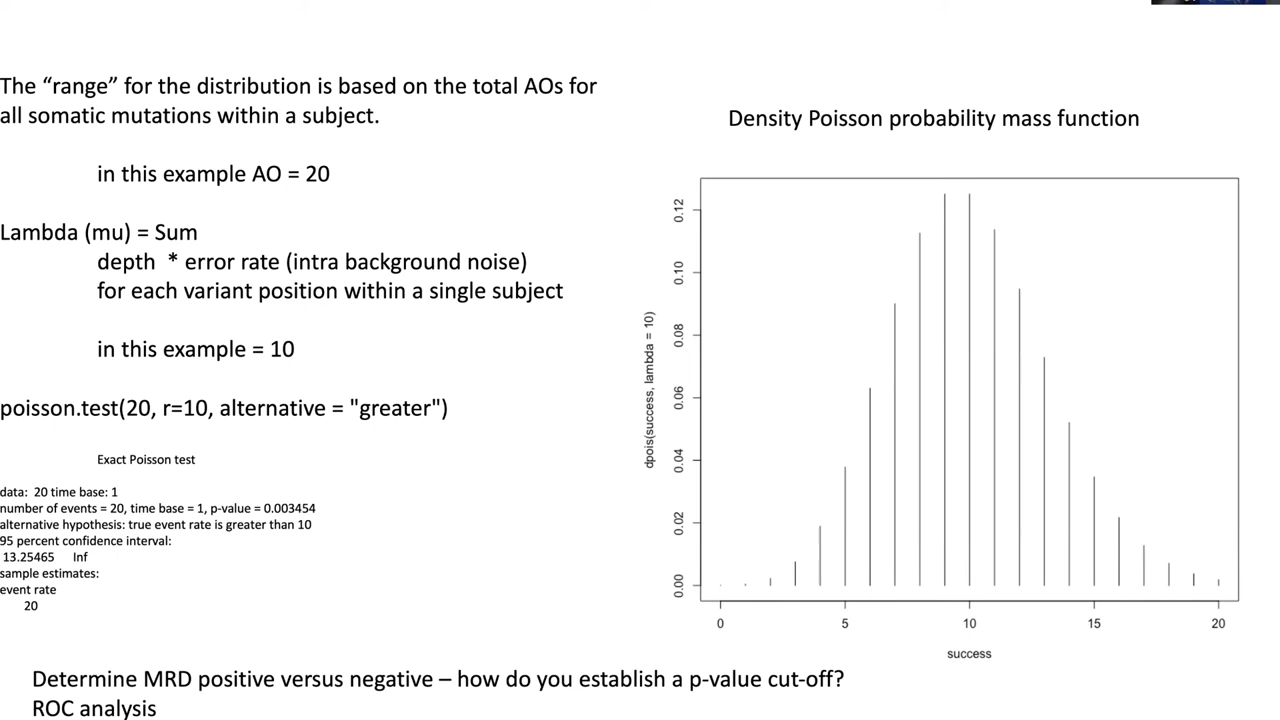 The “range” for the distribution is based on the total AOs for
all somatic mutations within a subject.
in this example AO = 20
Lambda (mu) = Sum
depth * error rate (intra background noise)
for each variant position within a single subject
in this example = 10
poisson.test(20, r=10, alternative = "greater")
Exact Poisson test
data: 20 time base: 1
number of events = 20, time base = 1, p-value = 0.003454
alternative hypothesis: true event rate is greater than 10
95 percent confidence interval:
13.25465 Inf
sample estimates:
event rate
20
Density Poisson probability mass function
dpois(success, lambda = 10)
0.12
0.10
0.08
0.06
0.04
0.02
0.00
0 5 10 15 20
success
Determine MRD positive versus negative – how do you establish a p-value cut-off?
ROC analysis